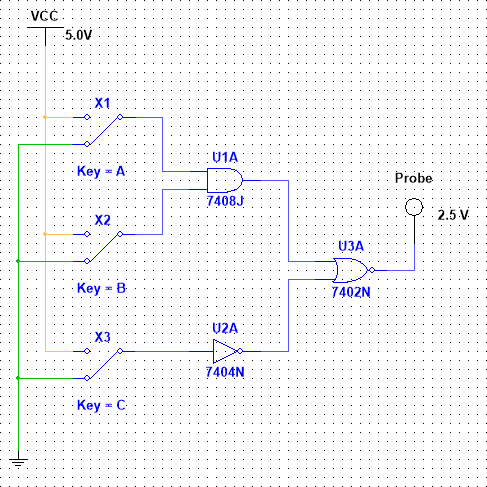 VCC
5.0V
X1
Key = A
U1A
7408J
Probe
2.5 V
X2
Key = B
U3A
7402N
X3
U2A
7404N
Key = C